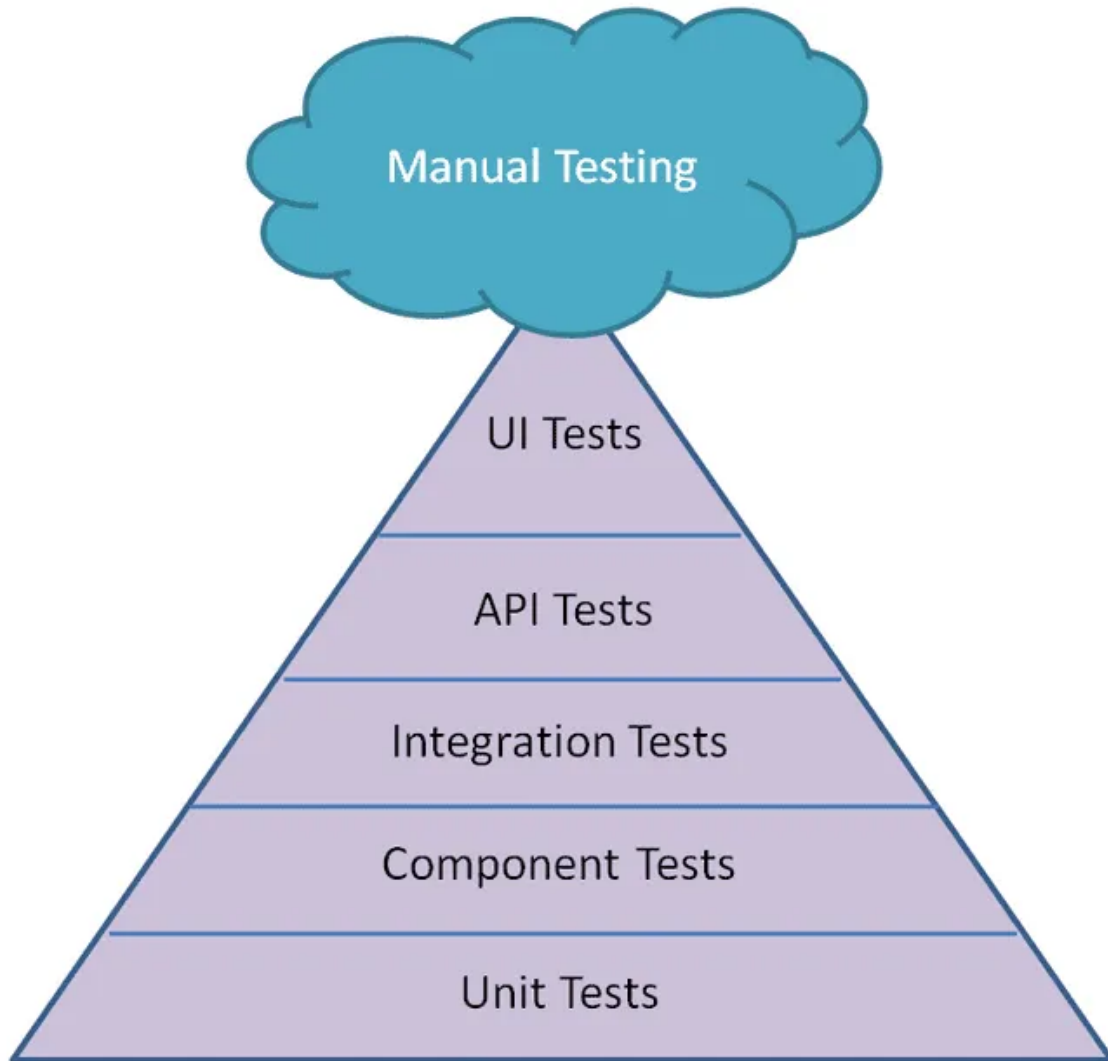 Manual Testing
UI Tests
API Tests
Integration Tests
Component Tests
Unit Tests